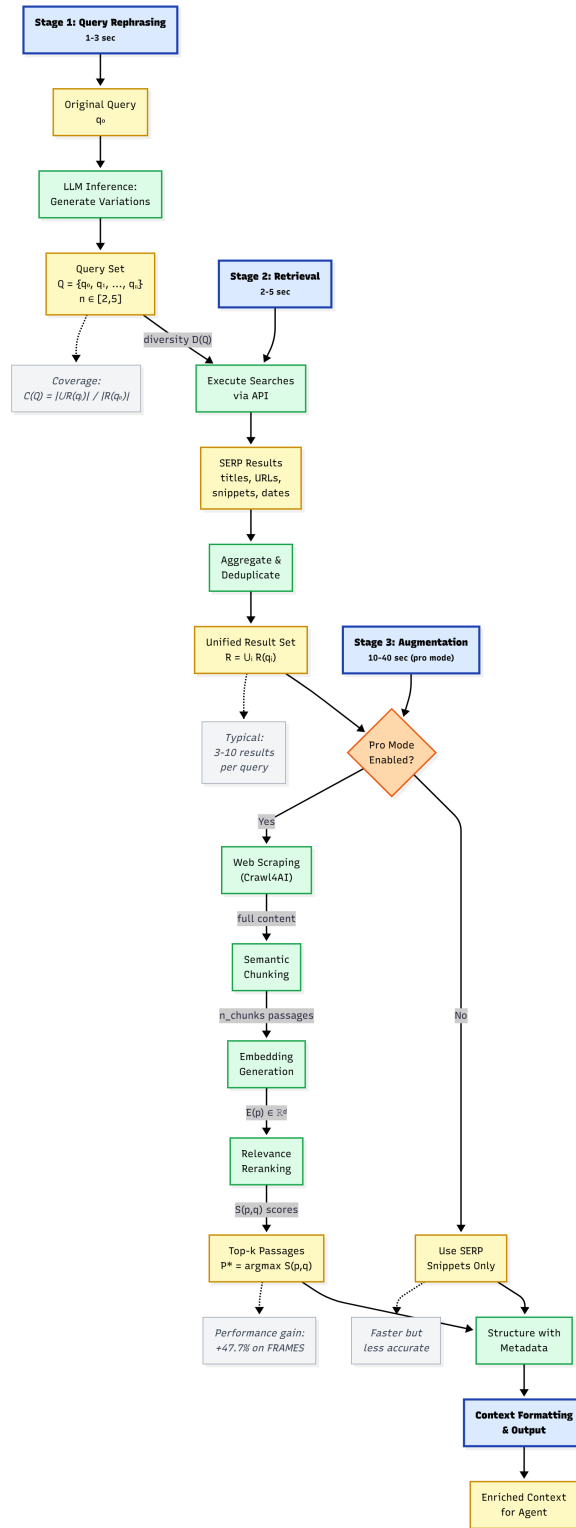 Stage 1: Query Rephrasing
1-3 sec
Original Query
q₀
LLM Inference:
Generate Variations
Query Set
Q = {q₀, q₁, ..., qₙ}
n ∈ [2,5]
Stage 2: Retrieval
2-5 sec
diversity D(Q)
Coverage:
C(Q) = |∪R(qᵢ)| / |R(q₀)|
Execute Searches
via API
SERP Results
titles, URLs,
snippets, dates
Aggregate &
Deduplicate
Unified Result Set
R = ∪ᵢ R(qᵢ)
Stage 3: Augmentation
10-40 sec (pro mode)
Typical:
3-10 results
per query
Pro Mode
Enabled?
Yes
Web Scraping
(Crawl4AI)
full content
Semantic
Chunking
n_chunks passages
No
Embedding
Generation
E(p) ∈ ℝᵈ
Relevance
Reranking
S(p,q) scores
Top-k Passages
P* = argmax S(p,q)
Use SERP
Snippets Only
Performance gain:
+47.7% on FRAMES
Faster but
less accurate
Structure with
Metadata
Context Formatting
& Output
Enriched Context
for Agent